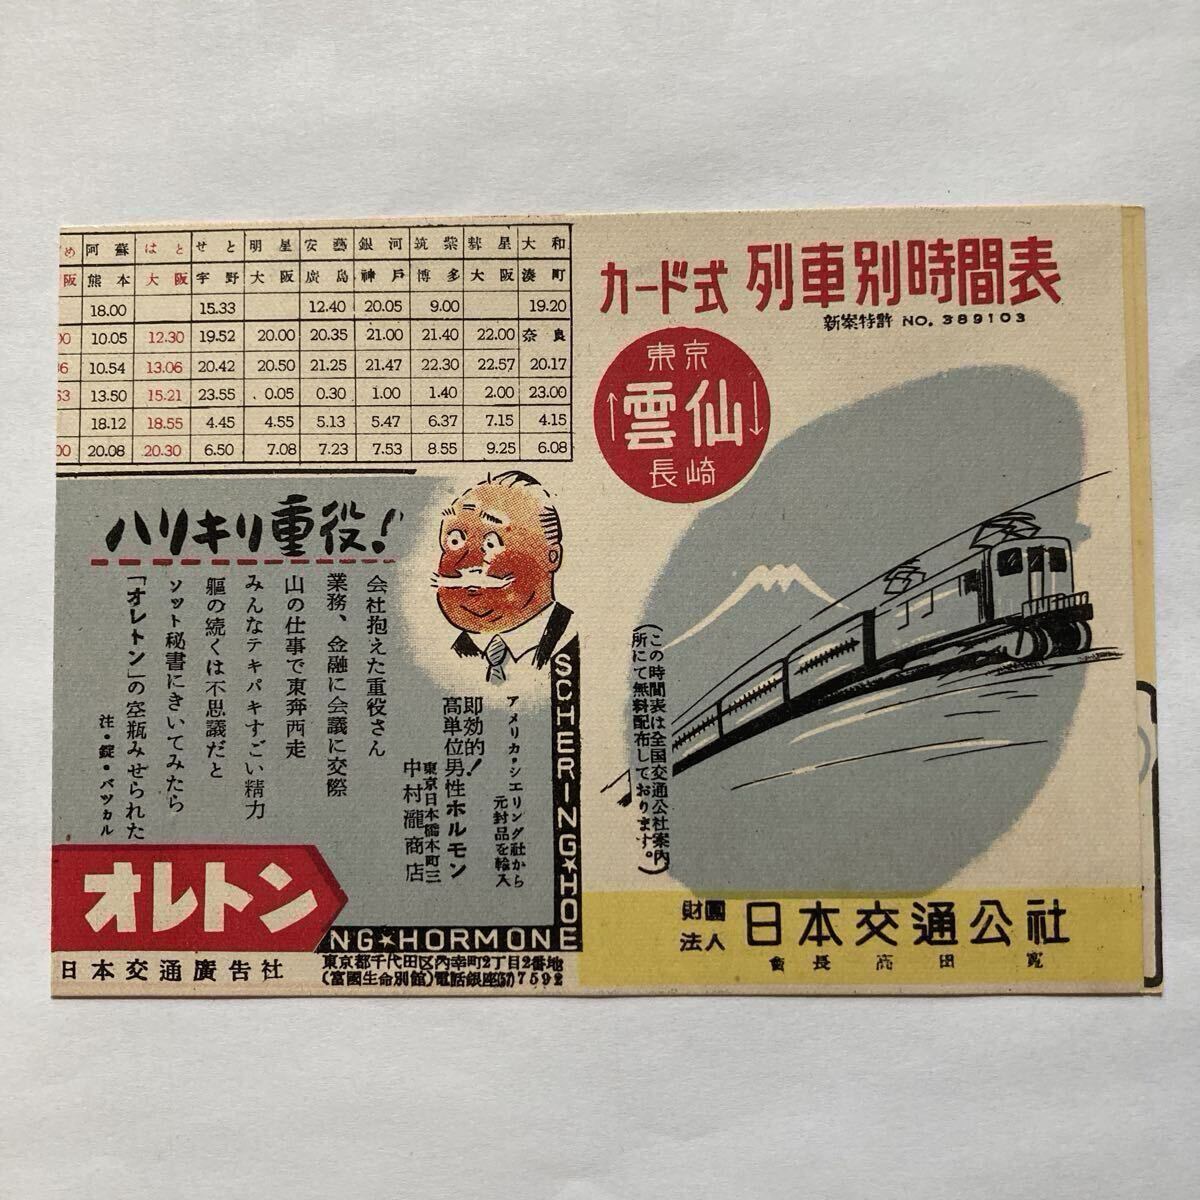 め 阿蘇 はと せと 明星 安藝 銀河 筑紫 彗星 大和
阪 熊本 大阪 宇野 大阪 廣島 神戸 博多 大阪 湊町
18.00 15.33 12.40 20.05 9.00 19.20
00 10.05 12.30 19.52 20.00 20.35 21.00 21.40 22.00 奈良
06 10.54 13.06 20.42 20.50 21.25 21.47 22.30 22.57 20.17
53 13.50 15.21 23.55 0.05 0.30 1.00 1.40 2.00 23.00
18.12 18.55 4.45 4.55 5.13 5.47 6.37 7.15 4.15
00 20.08 20.30 6.50 7.08 7.23 7.53 8.55 9.25 6.08
ハリキリ重役!
会社抱えた重役さん
業務、金融に会議に交際
山の仕事で東奔西走
みんなテキパキすごい精力
軀の続くは不思議だと
ソット秘書にきいてみたら
「オレトン」の空瓶みせられた
注・錠・バッカル
アメリカ・シエリング社から
元封品を輸入
即効的!
高単位男性ホルモン
東京日本橋本町三
中村瀧商店
SCHERING★HO
NG★HORMONE
オレトン
日本交通廣告社
東京都千代田区内幸町2丁目2番地
(富國生命別館)電話銀座(57)7592
カード式 列車別時間表
新案特許 NO. 389103
東京
↑雲仙↓
長崎
(この時間表は全国交通公社案内
所にて無料配布しております。)
財團
法人 日本交通公社
會長 高田 寬